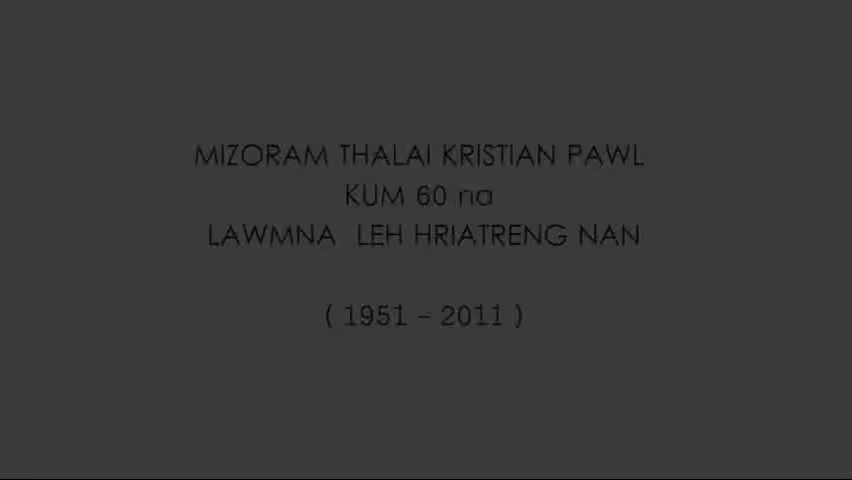 MIZORAM THALAI KRISTIAN PAWL
KUM 60 na
LAWMNA LEH HRIATRENG NAN
( 1951 - 2011 )